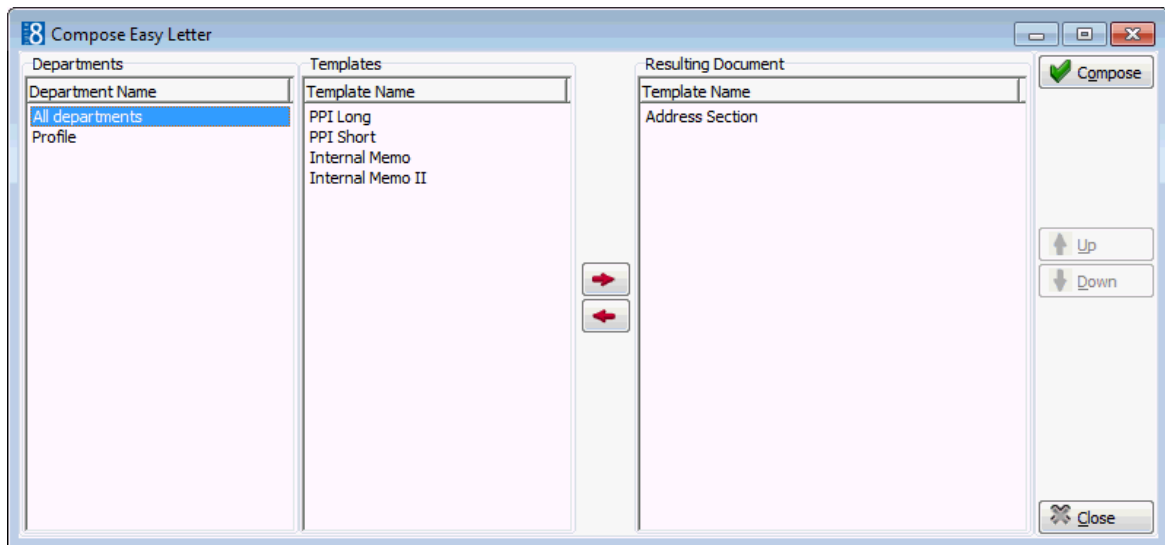 8 Compose Easy Letter
Departments
Department Name
All departments
Profile
Templates
Template Name
PPI Long
PPI Short
Internal Memo
Internal Memo II
Resulting Document
Template Name
Address Section
Compose
Up
Down
Close